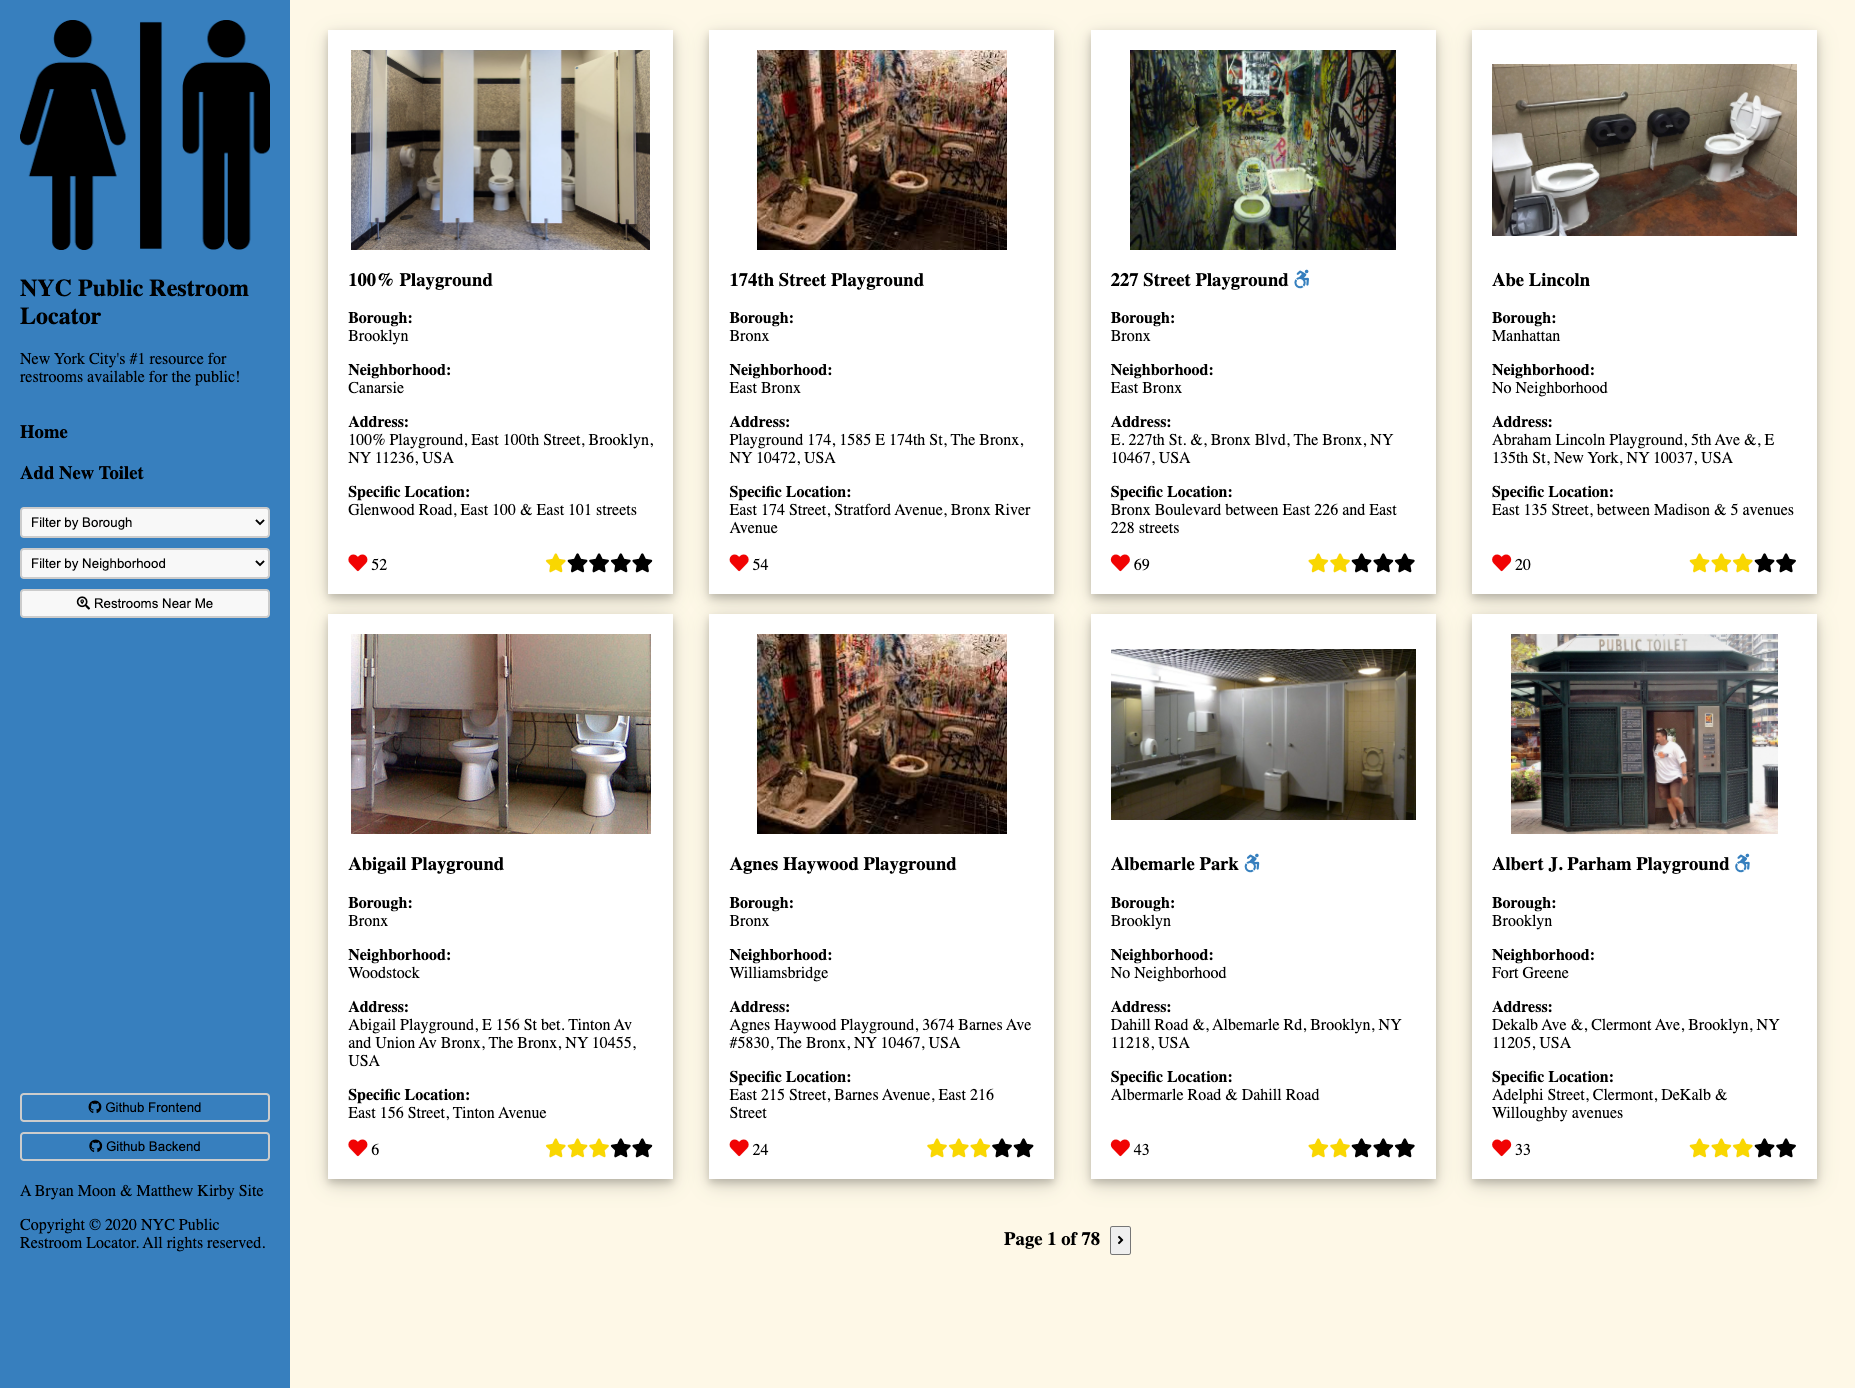 NYC Public Restroom
Locator
New York City's #1 resource for
restrooms available for the public!
Home
Add New Toilet
Filter by Borough
Filter by Neighborhood
Restrooms Near Me
Github Frontend
Github Backend
A Bryan Moon & Matthew Kirby Site
Copyright © 2020 NYC Public
Restroom Locator. All rights reserved.
100% Playground
Borough:
Brooklyn
Neighborhood:
Canarsie
Address:
100% Playground, East 100th Street, Brooklyn,
NY 11236, USA
Specific Location:
Glenwood Road, East 100 & East 101 streets
52
174th Street Playground
Borough:
Bronx
Neighborhood:
East Bronx
Address:
Playground 174, 1585 E 174th St, The Bronx,
NY 10472, USA
Specific Location:
East 174 Street, Stratford Avenue, Bronx River
Avenue
54
227 Street Playground
Borough:
Bronx
Neighborhood:
East Bronx
Address:
E. 227th St. &, Bronx Blvd, The Bronx, NY
10467, USA
Specific Location:
Bronx Boulevard between East 226 and East
228 streets
69
Abe Lincoln
Borough:
Manhattan
Neighborhood:
No Neighborhood
Address:
Abraham Lincoln Playground, 5th Ave &, E
135th St, New York, NY 10037, USA
Specific Location:
East 135 Street, between Madison & 5 avenues
20
Abigail Playground
Borough:
Bronx
Neighborhood:
Woodstock
Address:
Abigail Playground, E 156 St bet. Tinton Av
and Union Av Bronx, The Bronx, NY 10455,
USA
Specific Location:
East 156 Street, Tinton Avenue
6
Agnes Haywood Playground
Borough:
Bronx
Neighborhood:
Williamsbridge
Address:
Agnes Haywood Playground, 3674 Barnes Ave
#5830, The Bronx, NY 10467, USA
Specific Location:
East 215 Street, Barnes Avenue, East 216
Street
24
Albemarle Park
Borough:
Brooklyn
Neighborhood:
No Neighborhood
Address:
Dahill Road &, Albemarle Rd, Brooklyn, NY
11218, USA
Specific Location:
Albermarle Road & Dahill Road
43
PUBLIC TOILET
Albert J. Parham Playground
Borough:
Brooklyn
Neighborhood:
Fort Greene
Address:
Dekalb Ave &, Clermont Ave, Brooklyn, NY
11205, USA
Specific Location:
Adelphi Street, Clermont, DeKalb &
Willoughby avenues
33
Page 1 of 78